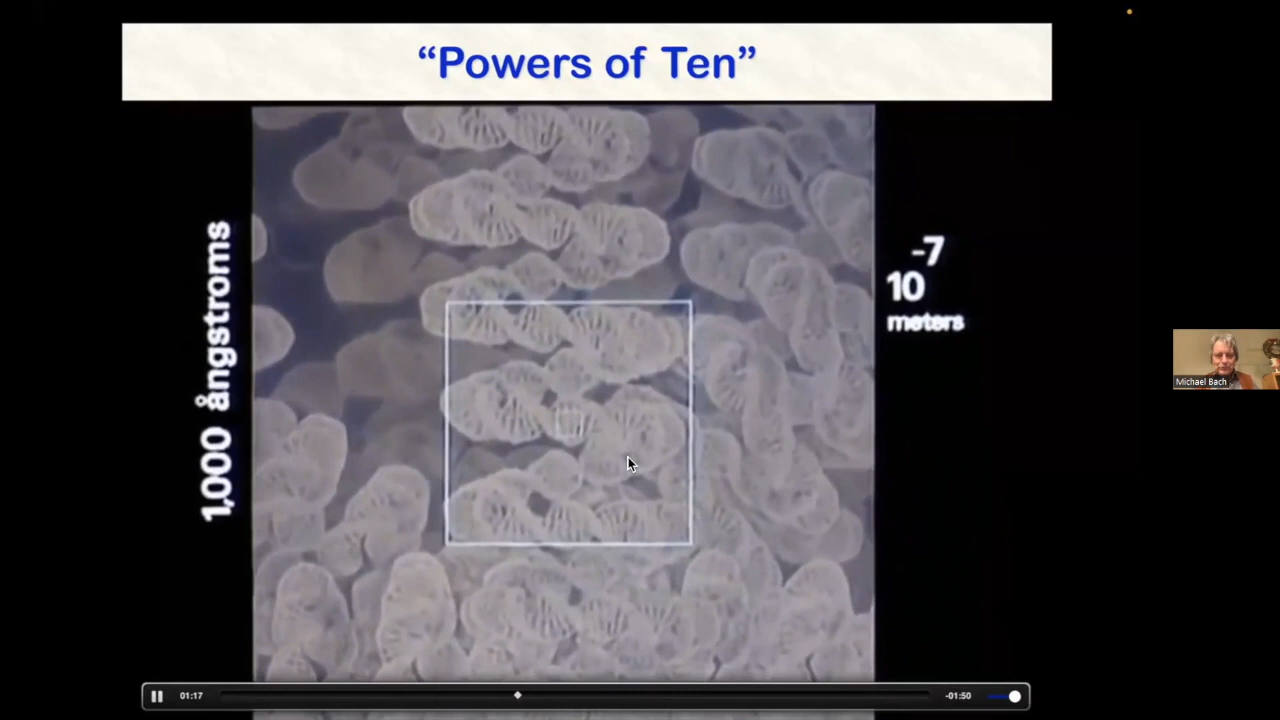 “Powers of Ten”
1,000 ångstroms
10
-7
meters
Michael Bach
01:17
-01:50